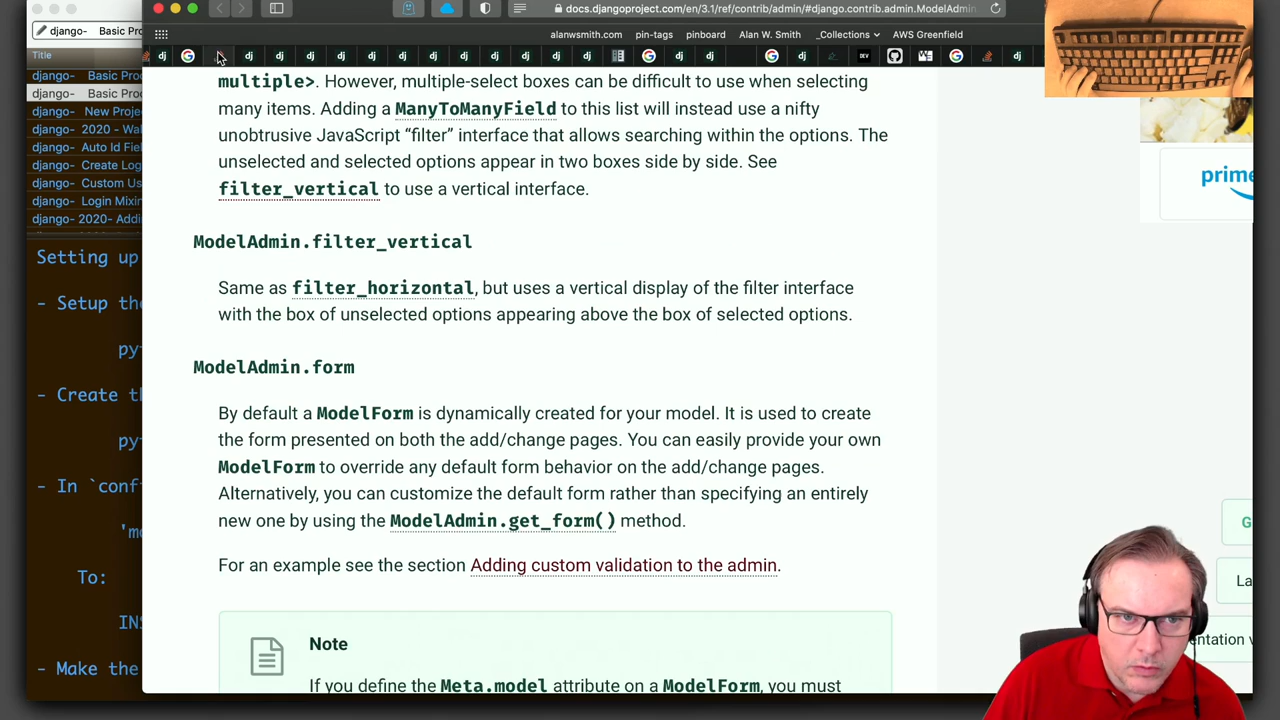 docs.djangoproject.com/en/3.1/ref/contrib/admin/#django.contrib.admin.ModelAdmin
django- Basic Pro
alanwsmith.com pin-tags pinboard Alan W. Smith _Collections AWS Greenfield
Title
django- Basic Proc
django- Basic Proc
django- New Projec
django- 2020 - Wal
django- Auto Id Fiel
django- Create Log
django- Custom Us
django- Login Mixin
django- 2020- Addi
Setting up
- Setup the
py
- Create th
py
- In `conf
'mo
To:
INS
- Make the
multiple>. However, multiple-select boxes can be difficult to use when selecting
many items. Adding a ManyToManyField to this list will instead use a nifty
unobtrusive JavaScript “filter” interface that allows searching within the options. The
unselected and selected options appear in two boxes side by side. See
filter_vertical to use a vertical interface.
ModelAdmin.filter_vertical
Same as filter_horizontal, but uses a vertical display of the filter interface
with the box of unselected options appearing above the box of selected options.
ModelAdmin.form
By default a ModelForm is dynamically created for your model. It is used to create
the form presented on both the add/change pages. You can easily provide your own
ModelForm to override any default form behavior on the add/change pages.
Alternatively, you can customize the default form rather than specifying an entirely
new one by using the ModelAdmin.get_form() method.
For an example see the section Adding custom validation to the admin.
Note
If you define the Meta.model attribute on a ModelForm, you must
prime
G
La
entation v